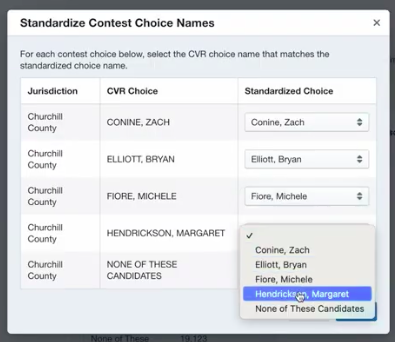 Standardize Contest Choice Names
×
For each contest choice below, select the CVR choice name that matches the
standardized choice name.
Jurisdiction CVR Choice Standardized Choice
Churchill
County
CONINE, ZACH
Conine, Zach
Churchill
County
ELLIOTT, BRYAN
Elliott, Bryan
Churchill
County
FIORE, MICHELE
Fiore, Michele
Churchill
County
HENDRICKSON, MARGARET
Churchill
County
NONE OF THESE
CANDIDATES
✓
Conine, Zach
Elliott, Bryan
Fiore, Michele
Hendrickson, Margaret
None of These Candidates
None of These 19,123